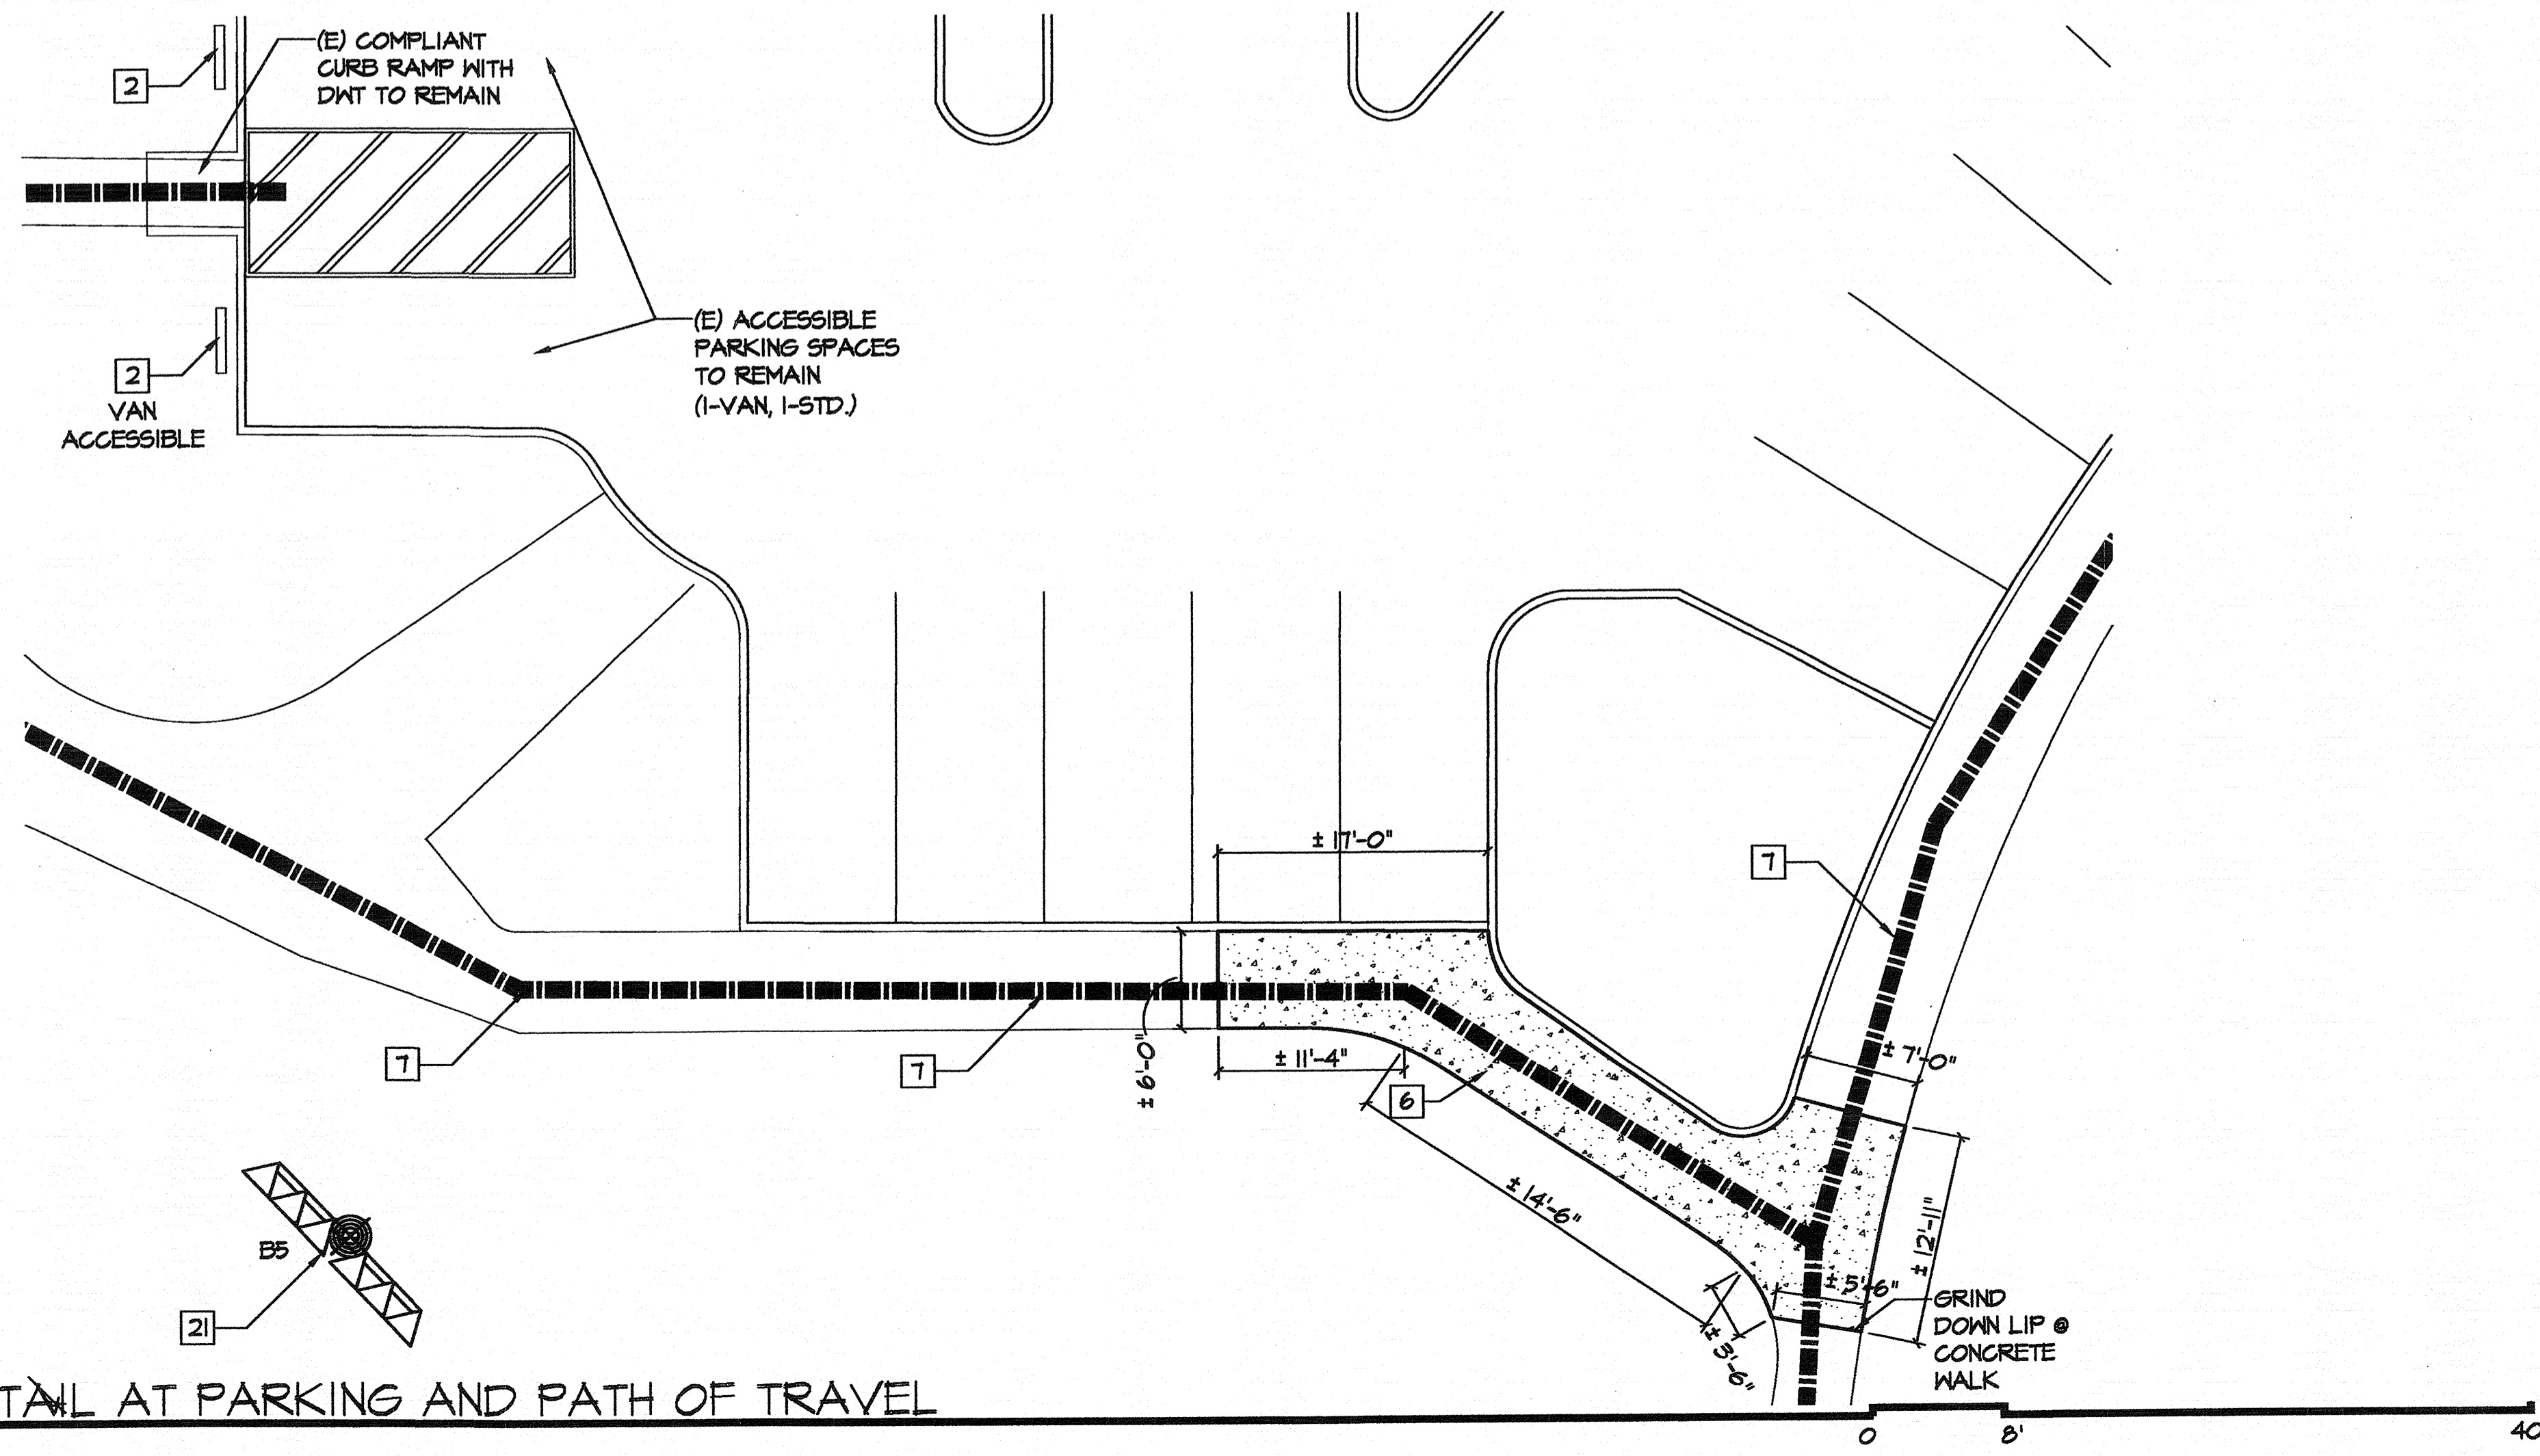 2
(E) COMPLIANT
CURB RAMP WITH
DWT TO REMAIN
2
VAN
ACCESSIBLE
(E) ACCESSIBLE
PARKING SPACES
TO REMAIN
(1-VAN, 1-STD.)
± 17'-0"
7
7
7
± 6'-0"
± 11'-4"
6
± 7'-0"
± 14'-6"
± 12'-11"
± 5'-6"
± 3'-6"
GRIND
DOWN LIP @
CONCRETE
WALK
B5
21
TAIL AT PARKING AND PATH OF TRAVEL
0 8' 40